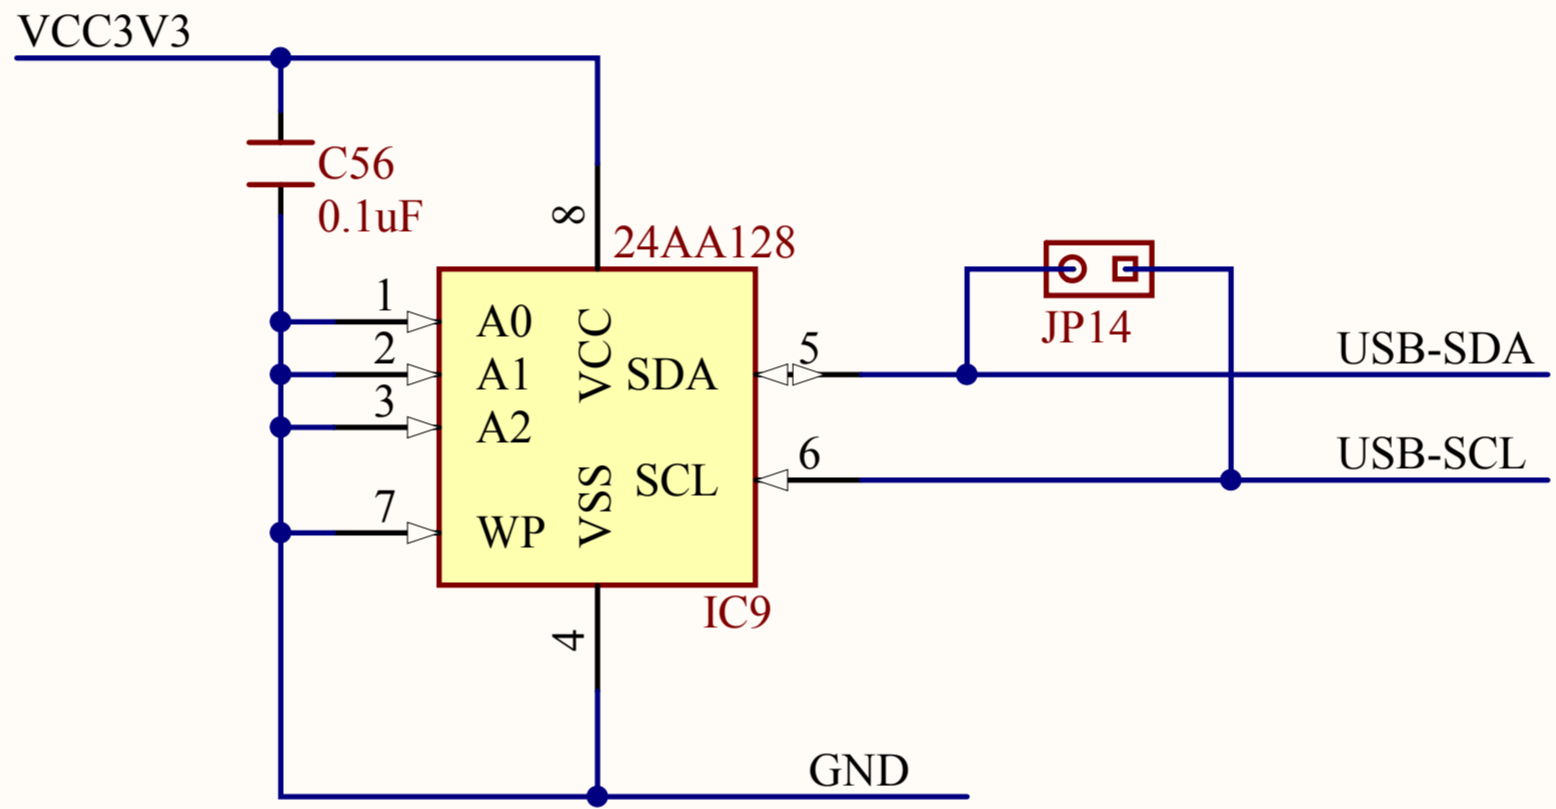 VCC3V3
C56
0.1uF
8
24AA128
1
A0
VCC
2
A1
SDA
5
JP14
USB-SDA
3
A2
6
SCL
USB-SCL
7
WP
VSS
IC9
4
GND